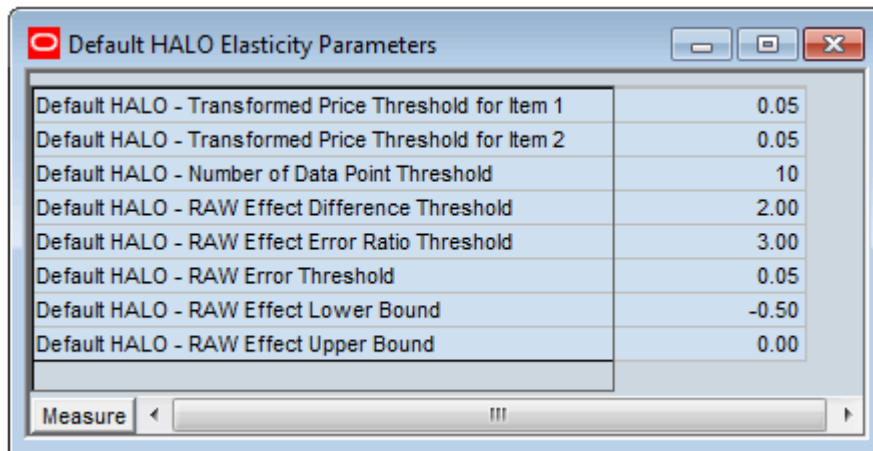 Default HALO Elasticity Parameters
Default HALO - Transformed Price Threshold for Item 1 0.05
Default HALO - Transformed Price Threshold for Item 2 0.05
Default HALO - Number of Data Point Threshold 10
Default HALO - RAW Effect Difference Threshold 2.00
Default HALO - RAW Effect Error Ratio Threshold 3.00
Default HALO - RAW Error Threshold 0.05
Default HALO - RAW Effect Lower Bound -0.50
Default HALO - RAW Effect Upper Bound 0.00
Measure